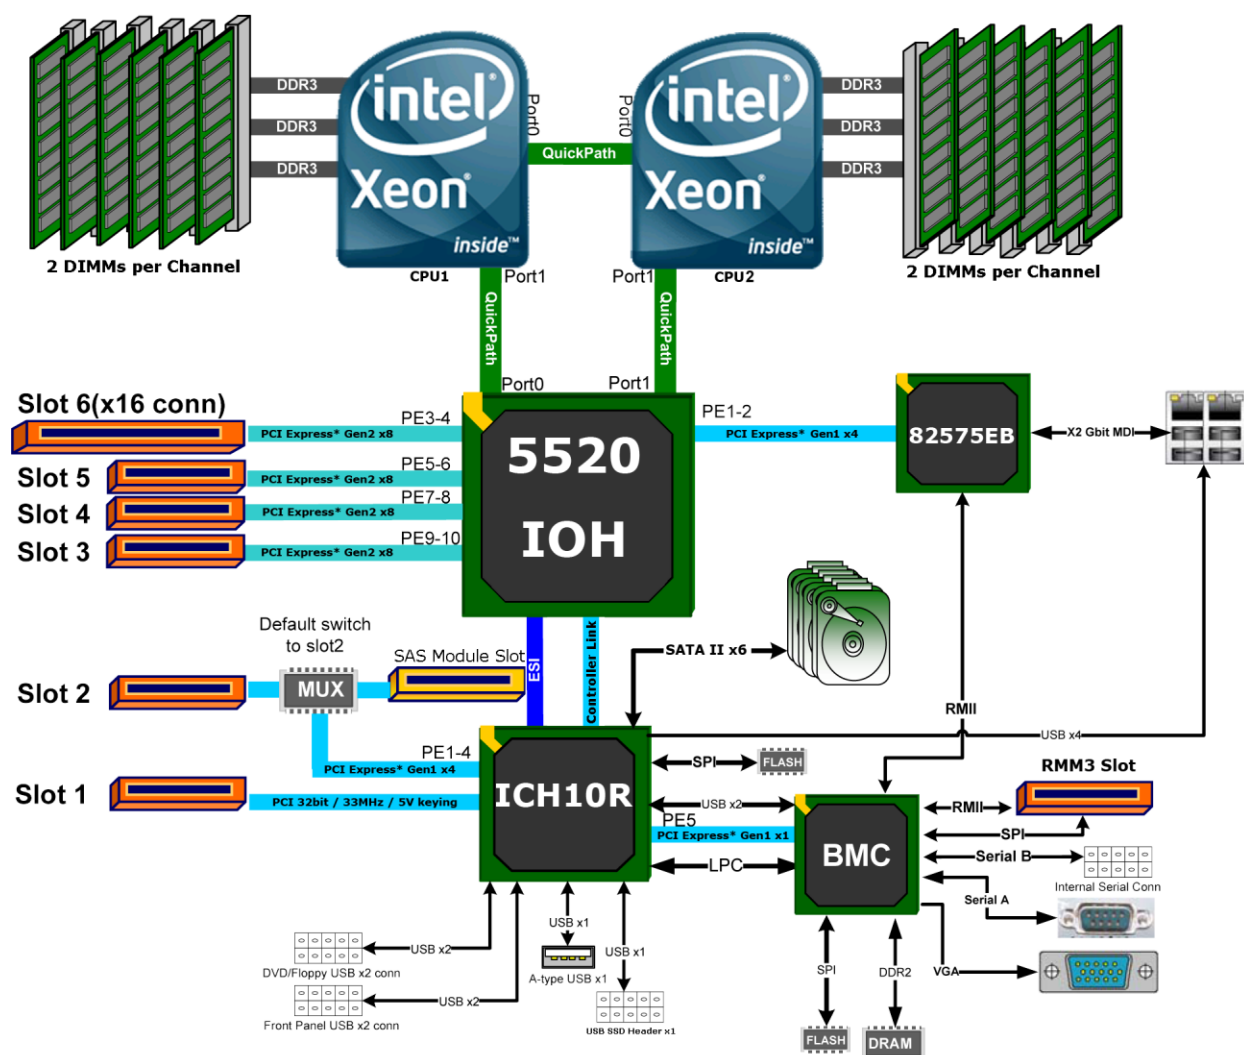 DDR3
DDR3
DDR3
intel
Xeon
inside™
CPU1
Port0
QuickPath
Port0
intel
Xeon
inside™
CPU2
DDR3
DDR3
DDR3
2 DIMMs per Channel
2 DIMMs per Channel
Port1
QuickPath
Port1
QuickPath
Port0
Port1
Slot 6(x16 conn)
PE3-4
PCI Express* Gen2 x8
Slot 5
PE5-6
PCI Express* Gen2 x8
Slot 4
PE7-8
PCI Express* Gen2 x8
Slot 3
PE9-10
PCI Express* Gen2 x8
5520
IOH
PE1-2
PCI Express* Gen1 x4
82575EB
X2 Gbit MDI
Default switch
to slot2
SAS Module Slot
Slot 2
MUX
ESI
Controller Link
SATA II x6
RMII
USB x4
PE1-4
PCI Express* Gen1 x4
Slot 1
PCI 32bit / 33MHz / 5V keying
ICH10R
SPI
FLASH
USB x2
PE5
PCI Express* Gen1 x1
LPC
BMC
RMM3 Slot
RMII
SPI
Serial B
Internal Serial Conn
Serial A
VGA
USB x2
DVD/Floppy USB x2 conn
USB x2
Front Panel USB x2 conn
USB x1
A-type USB x1
USB x1
USB SSD Header x1
SPI
FLASH
DDR2
DRAM